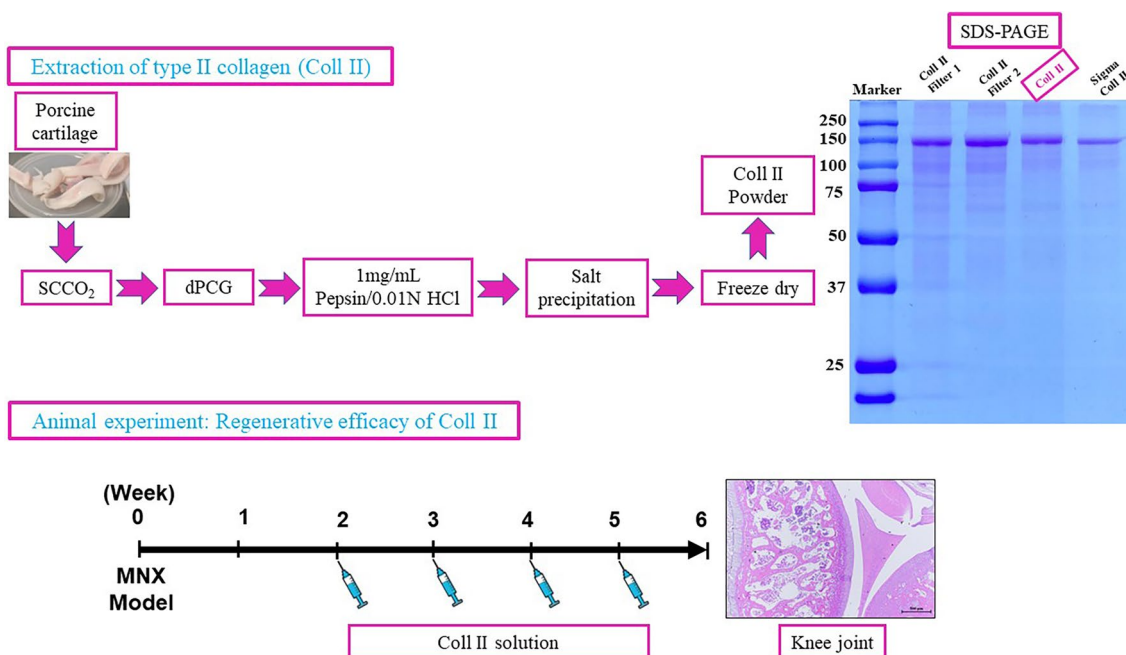 Extraction of type II collagen (Coll II)
Porcine
cartilage
SCCO₂
dPCG
1mg/mL
Pepsin/0.01N HCl
Salt
precipitation
Freeze dry
Coll II
Powder
SDS-PAGE
Marker
Coll II
Filter 1
Coll II
Filter 2
Coll II
Sigma
Coll II
250
150
100
75
50
37
25
Animal experiment: Regenerative efficacy of Coll II
(Week)
0 1 2 3 4 5 6
MNX
Model
Coll II solution
Knee joint